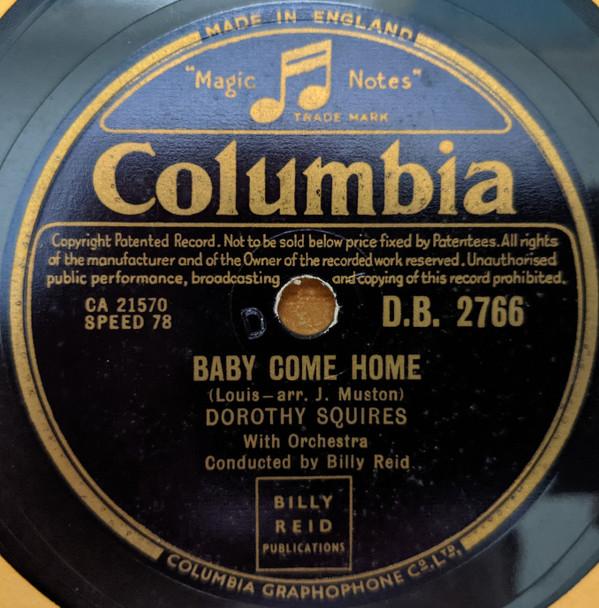 MADE IN ENGLAND
"Magic Notes"
TRADE MARK
Columbia
Copyright Patented Record. Not to be sold below price fixed by Patentees. All rights
of the manufacturer and of the Owner of the recorded work reserved. Unauthorised
public performance, broadcasting and copying of this record prohibited.
CA 21570
SPEED 78
D
D.B. 2766
BABY COME HOME
(Louis-arr. J. Muston)
DOROTHY SQUIRES
With Orchestra
Conducted by Billy Reid
BILLY
REID
PUBLICATIONS
COLUMBIA GRAPHOPHONE CO. LTD.